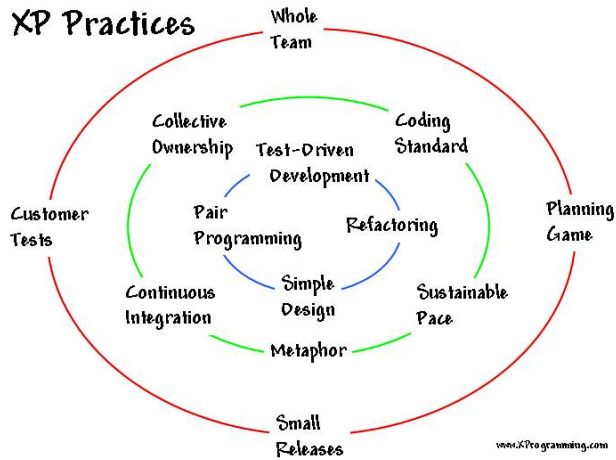 XP Practices
Whole
Team
Collective
Ownership
Coding
Standard
Test-Driven
Development
Customer
Tests
Pair
Programming
Refactoring
Planning
Game
Continuous
Integration
Simple
Design
Sustainable
Pace
Metaphor
Small
Releases
www.XProgramming.com